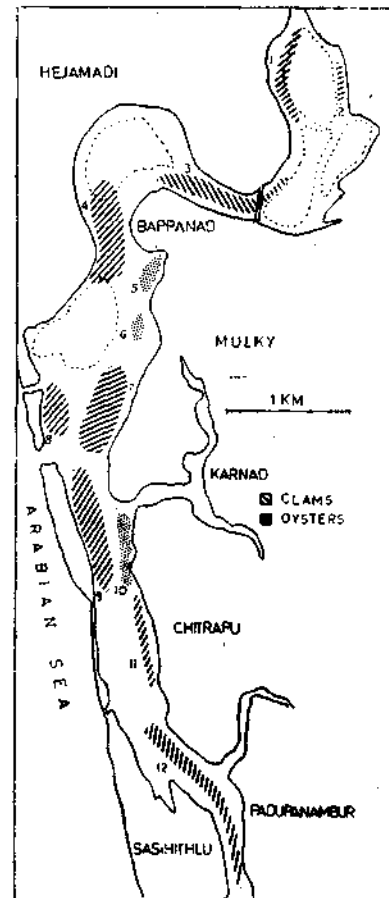 HEJAMADI
1
2
3
4
BAPPANAD
5
6
MULKY
7
1 KM
8
KARNAD
CLAMS
OYSTERS
ARABIAN SEA
9
10
CHITRAPU
11
12
PADUPANAMBUR
SASIHITHLU